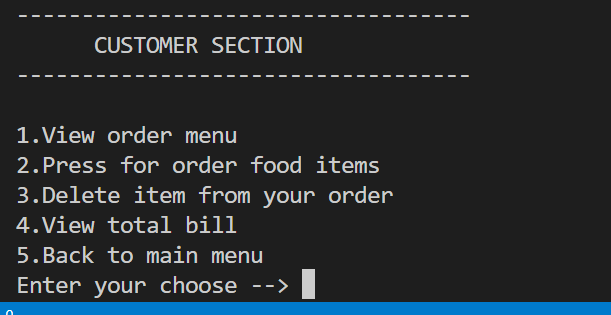 -----------------------------------
CUSTOMER SECTION
-----------------------------------
1.View order menu
2.Press for order food items
3.Delete item from your order
4.View total bill
5.Back to main menu
Enter your choose -->